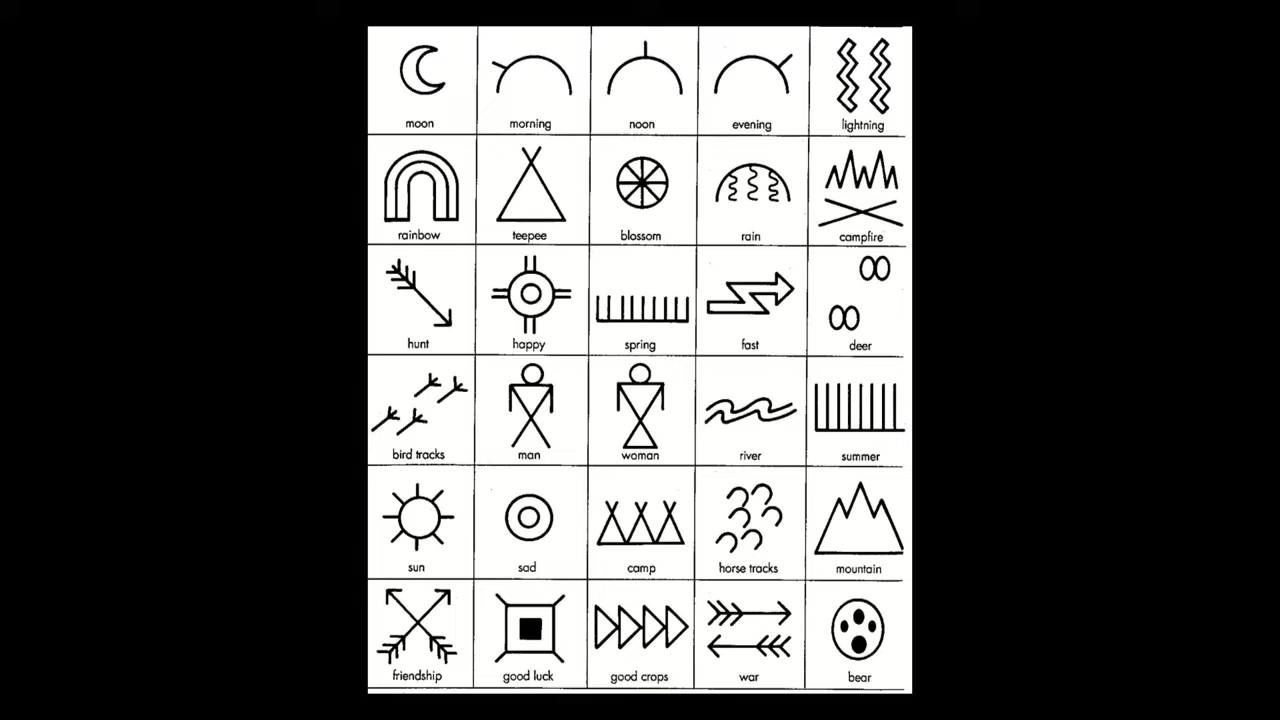 moon
morning
noon
evening
lightning
rainbow
teepee
blossom
rain
campfire
hunt
happy
spring
fast
deer
bird tracks
man
woman
river
summer
sun
sad
camp
horse tracks
mountain
friendship
good luck
good crops
war
bear